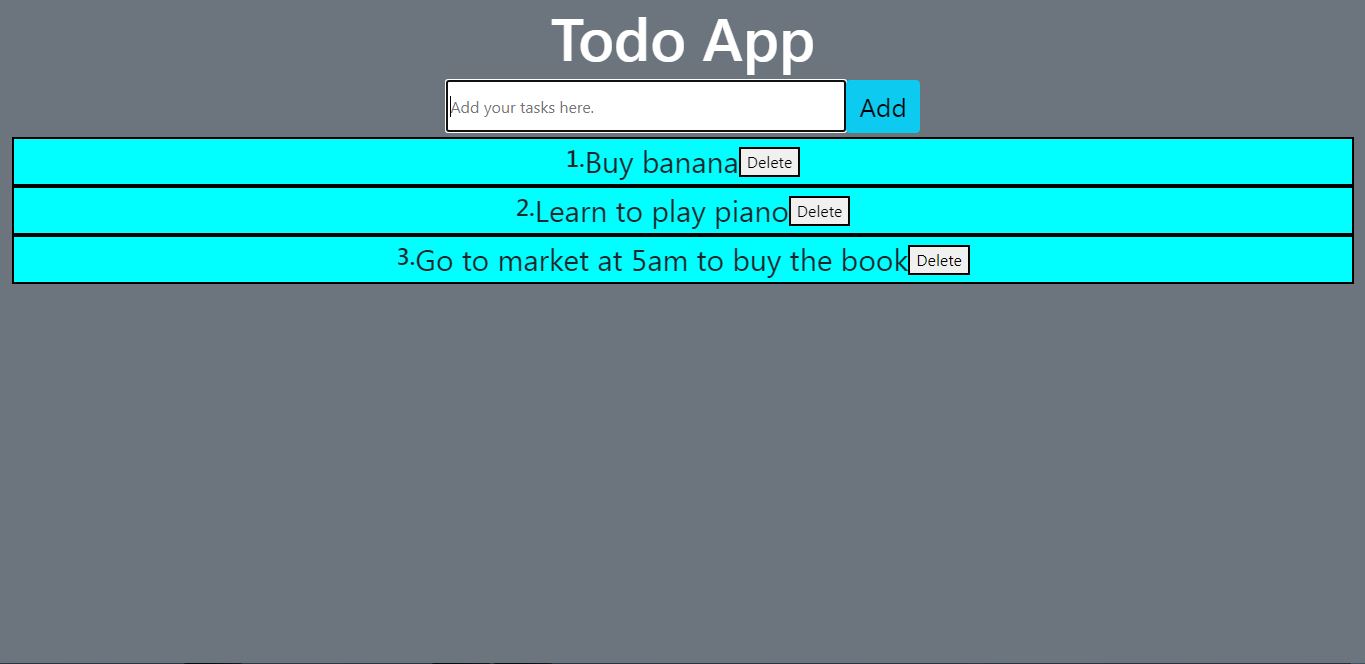 Todo App
Add your tasks here. Add
1.Buy banana Delete
2.Learn to play piano Delete
3.Go to market at 5am to buy the book Delete